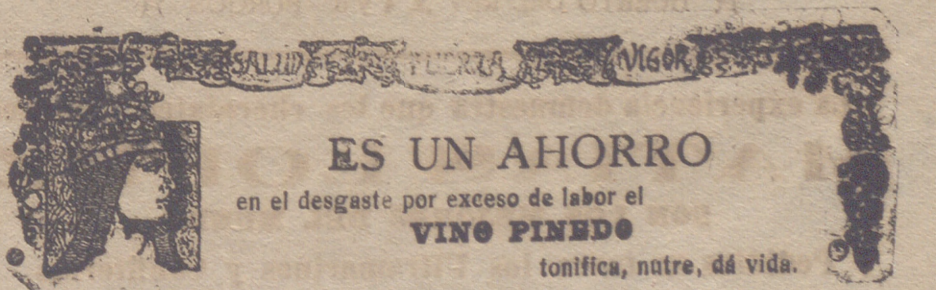 SALUD FUERZA VIGOR
ES UN AHORRO
en el desgaste por exceso de labor el
VINO PINEDO
tonifica, nutre, dá vida.